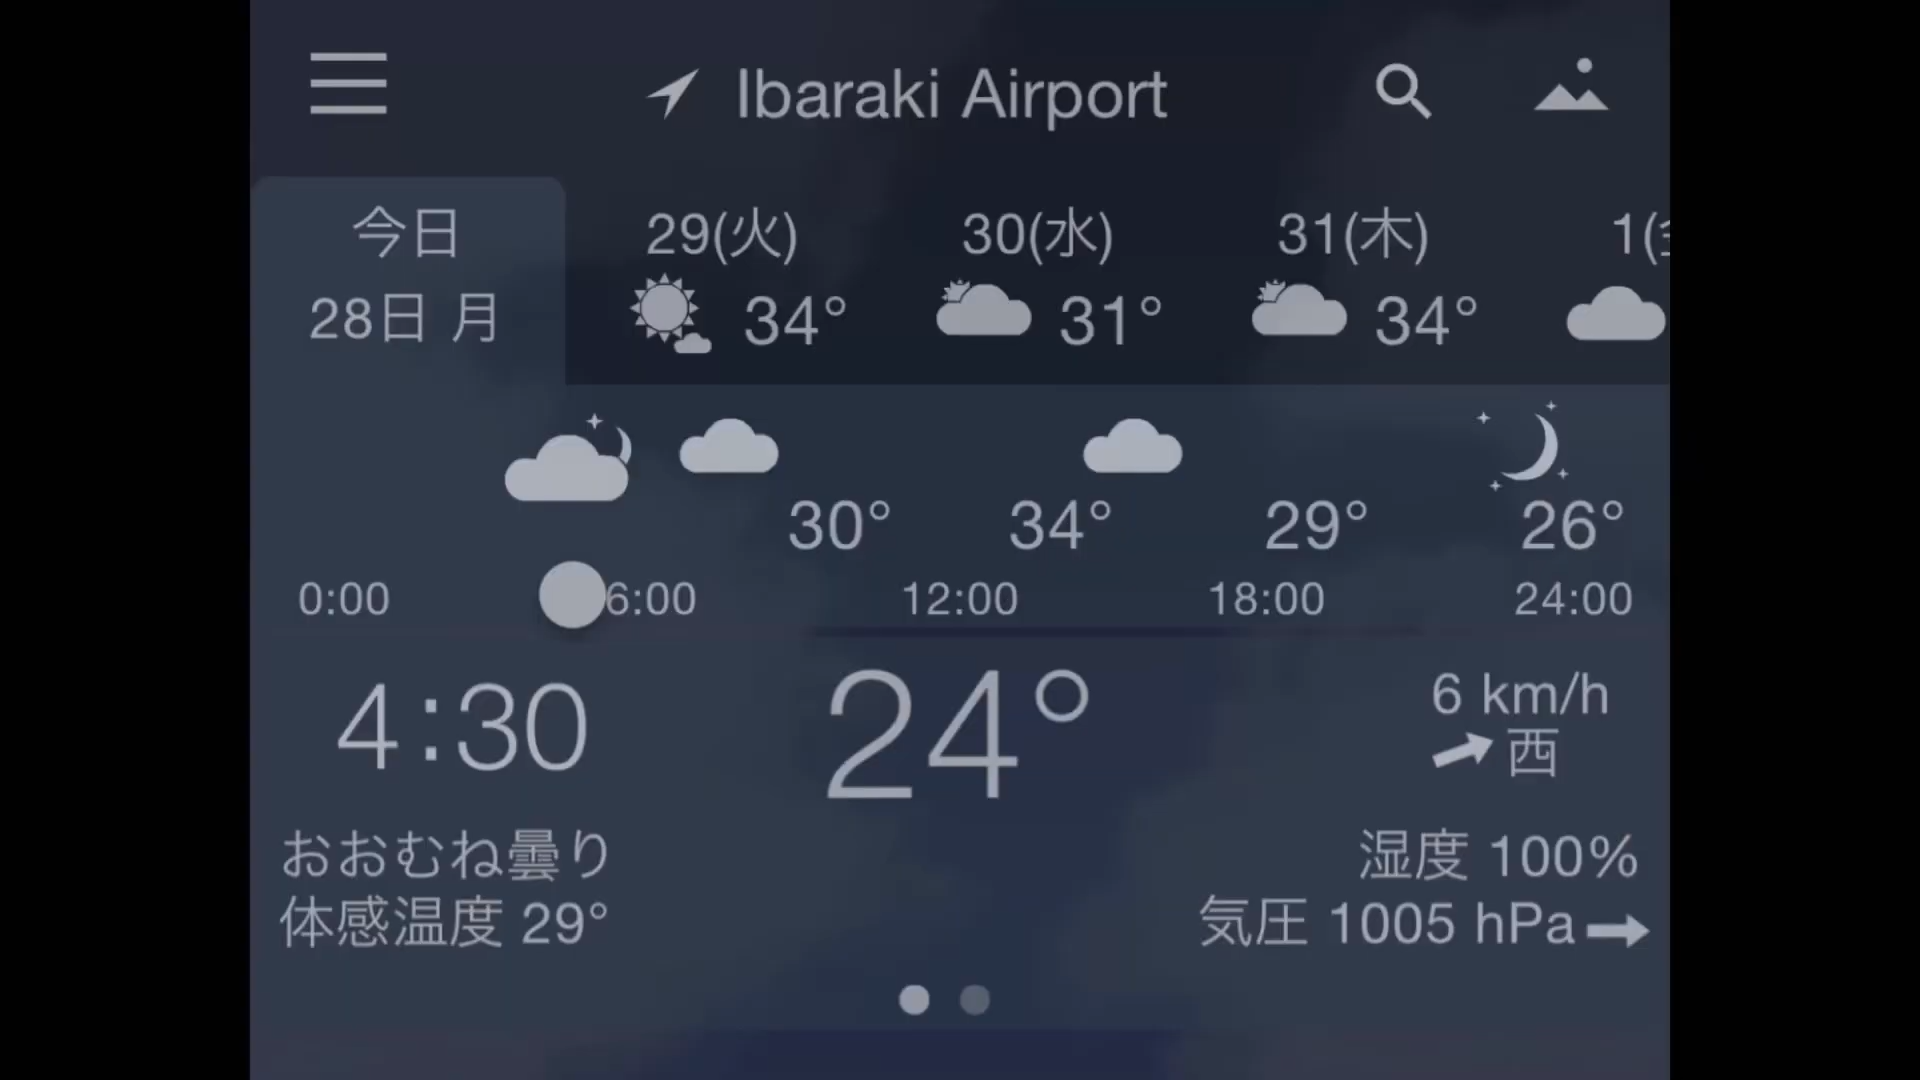 Ibaraki Airport
今日 29(火) 30(水) 31(木) 1(
28日 月 34° 31° 34°
30° 34° 29° 26°
0:00 6:00 12:00 18:00 24:00
4:30 24° 6 km/h
西
おおむね曇り 湿度 100%
体感温度 29° 気圧 1005 hPa